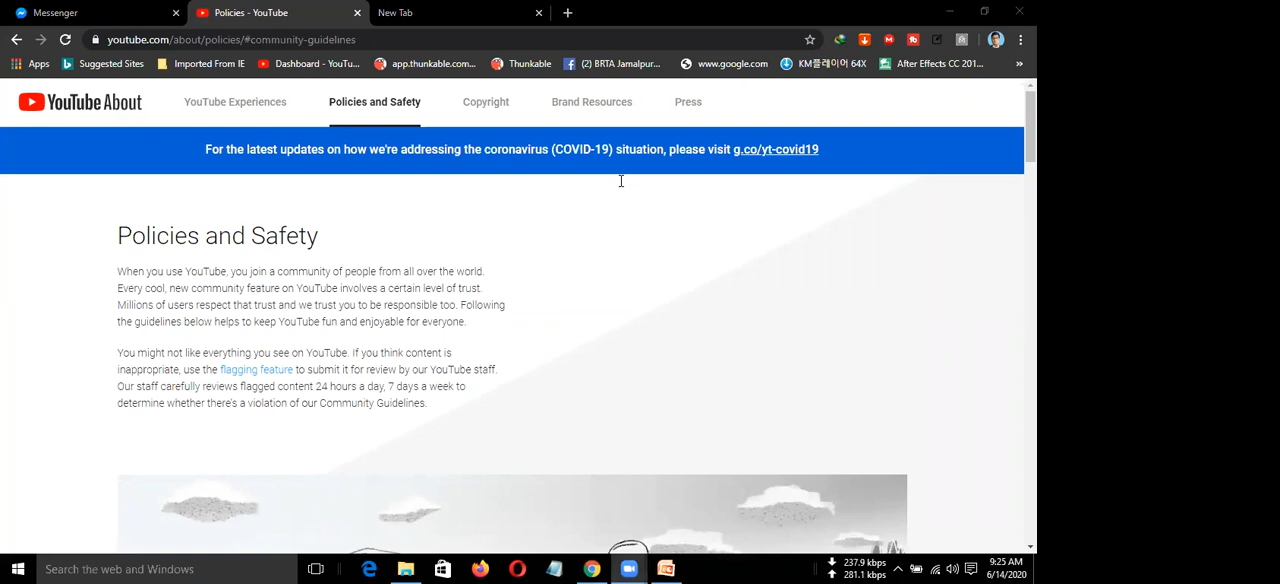 Messenger
Policies - YouTube
New Tab
youtube.com/about/policies/#community-guidelines
Apps Suggested Sites Imported From IE Dashboard - YouTu... app.thunkable.com... Thunkable (2) BRTA Jamalpur... www.google.com KM플레이어 64X After Effects CC 201... »
YouTube About YouTube Experiences Policies and Safety Copyright Brand Resources Press
For the latest updates on how we're addressing the coronavirus (COVID-19) situation, please visit g.co/yt-covid19
Policies and Safety
When you use YouTube, you join a community of people from all over the world.
Every cool, new community feature on YouTube involves a certain level of trust.
Millions of users respect that trust and we trust you to be responsible too. Following
the guidelines below helps to keep YouTube fun and enjoyable for everyone.
You might not like everything you see on YouTube. If you think content is
inappropriate, use the flagging feature to submit it for review by our YouTube staff.
Our staff carefully reviews flagged content 24 hours a day, 7 days a week to
determine whether there's a violation of our Community Guidelines.
Search the web and Windows
237.9 kbps
281.1 kbps
9:25 AM
6/14/2020